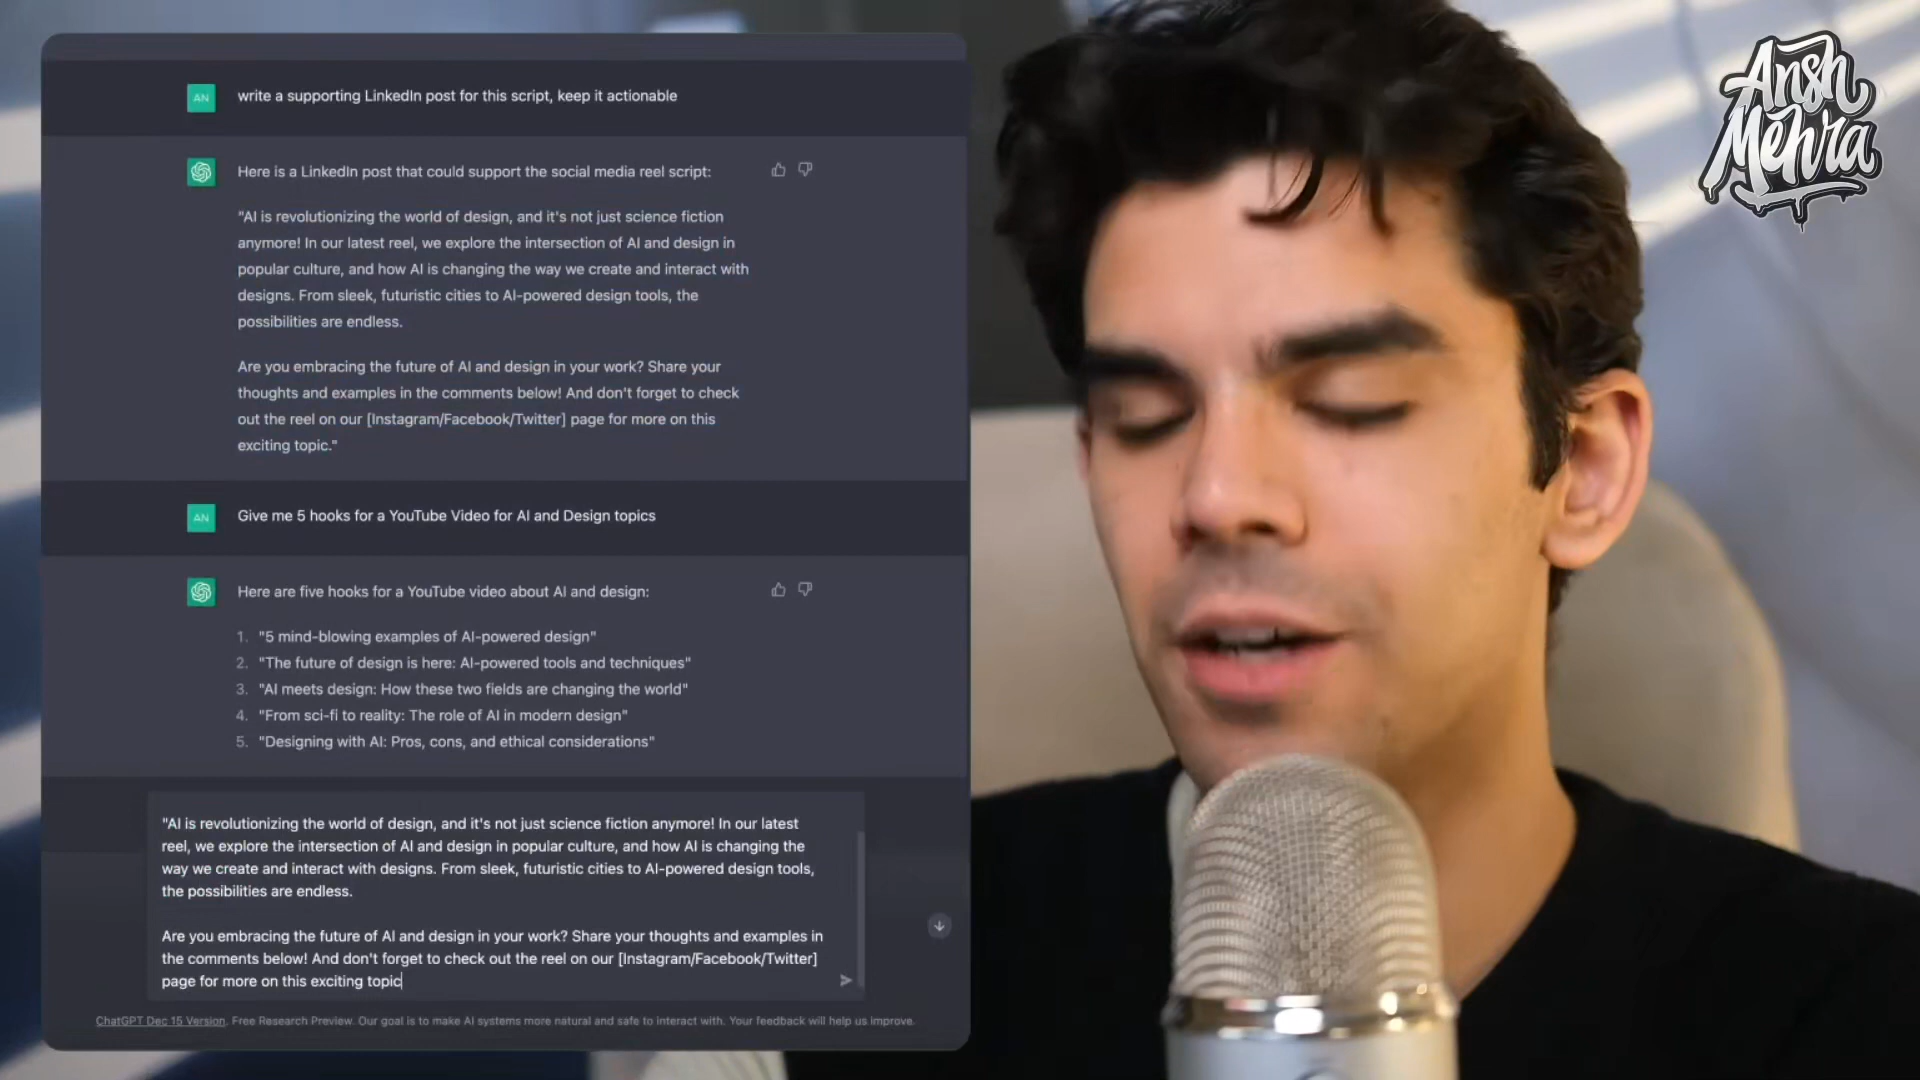 AN
write a supporting LinkedIn post for this script, keep it actionable
Here is a LinkedIn post that could support the social media reel script:
"AI is revolutionizing the world of design, and it's not just science fiction
anymore! In our latest reel, we explore the intersection of AI and design in
popular culture, and how AI is changing the way we create and interact with
designs. From sleek, futuristic cities to AI-powered design tools, the
possibilities are endless.
Are you embracing the future of AI and design in your work? Share your
thoughts and examples in the comments below! And don't forget to check
out the reel on our [Instagram/Facebook/Twitter] page for more on this
exciting topic."
AN
Give me 5 hooks for a YouTube Video for AI and Design topics
Here are five hooks for a YouTube video about AI and design:
1. "5 mind-blowing examples of AI-powered design"
2. "The future of design is here: AI-powered tools and techniques"
3. "AI meets design: How these two fields are changing the world"
4. "From sci-fi to reality: The role of AI in modern design"
5. "Designing with AI: Pros, cons, and ethical considerations"
"AI is revolutionizing the world of design, and it's not just science fiction anymore! In our latest
reel, we explore the intersection of AI and design in popular culture, and how AI is changing the
way we create and interact with designs. From sleek, futuristic cities to AI-powered design tools,
the possibilities are endless.
Are you embracing the future of AI and design in your work? Share your thoughts and examples in
the comments below! And don't forget to check out the reel on our [Instagram/Facebook/Twitter]
page for more on this exciting topic
ChatGPT Dec 15 Version. Free Research Preview. Our goal is to make AI systems more natural and safe to interact with. Your feedback will help us improve.
Ansh
Mehra